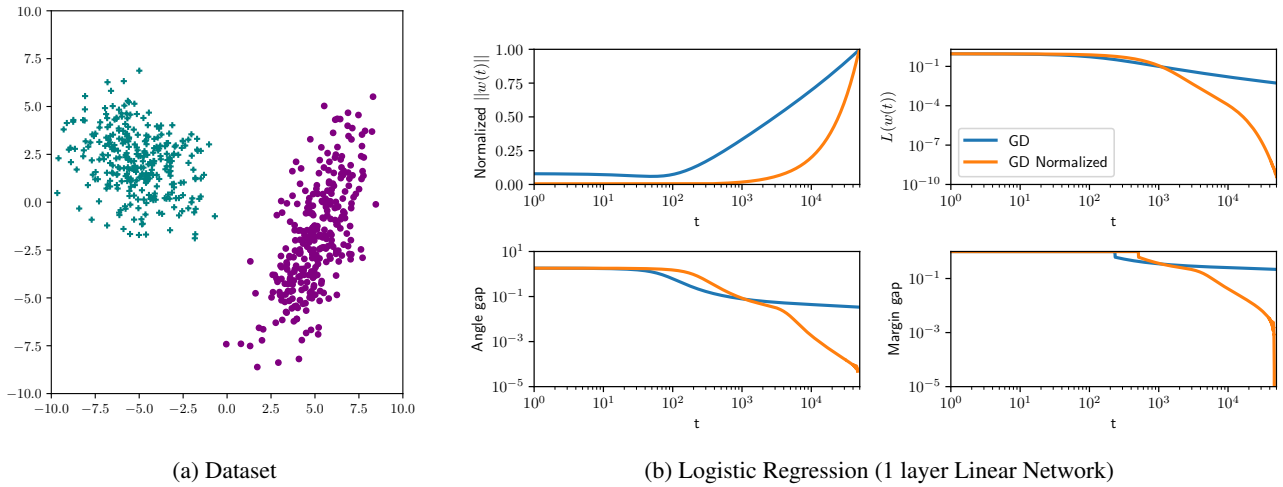 10.0
7.5
5.0
2.5
0.0
−2.5
−5.0
−7.5
−10.0
−10.0 −7.5 −5.0 −2.5 0.0 2.5 5.0 7.5 10.0
(a) Dataset
Normalized ||w(t)||
1.00
0.75
0.50
0.25
0.00
10^0 10^1 10^2 10^3 10^4
t
L(w(t))
10^−1
10^−4
10^−7
10^−10
GD
GD Normalized
10^0 10^1 10^2 10^3 10^4
t
Angle gap
10^1
10^−1
10^−3
10^−5
10^0 10^1 10^2 10^3 10^4
t
Margin gap
10^−1
10^−3
10^−5
10^0 10^1 10^2 10^3 10^4
t
(b) Logistic Regression (1 layer Linear Network)